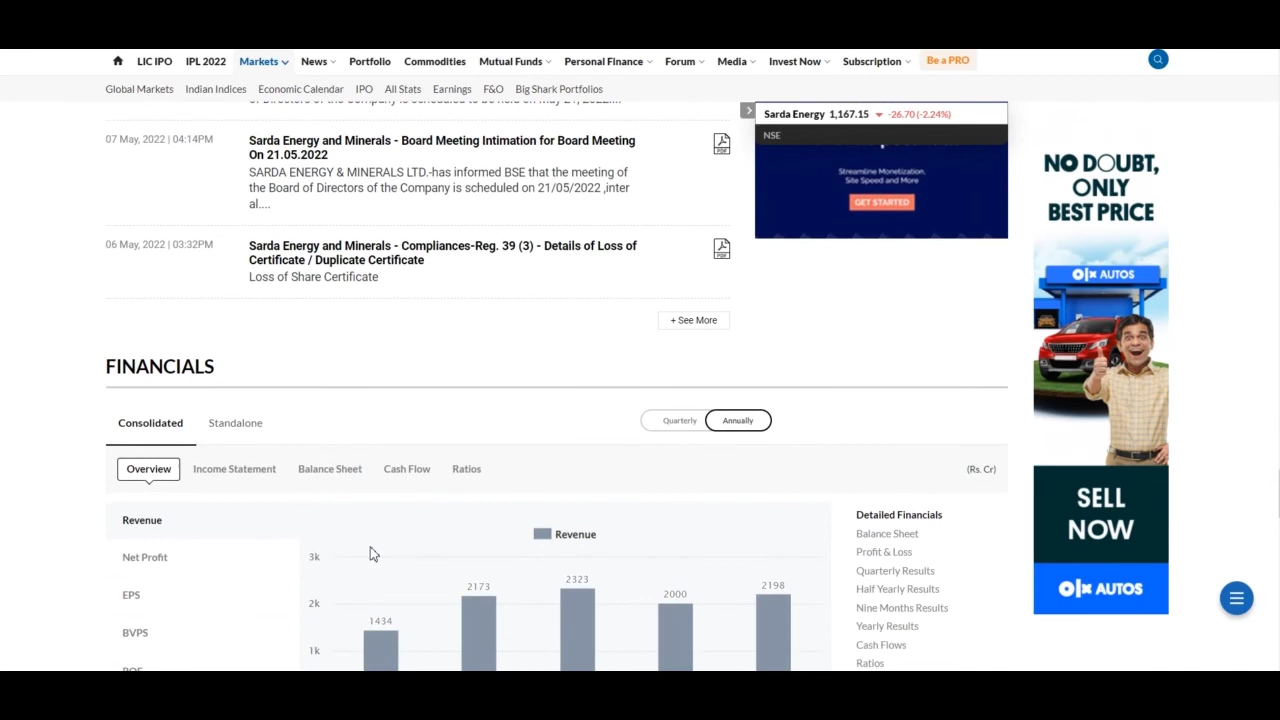 LIC IPO IPL 2022 Markets News Portfolio Commodities Mutual Funds Personal Finance Forum Media Invest Now Subscription Be a PRO
Global Markets Indian Indices Economic Calendar IPO All Stats Earnings F&O Big Shark Portfolios
07 May, 2022 | 04:14PM
Sarda Energy and Minerals - Board Meeting Intimation for Board Meeting
On 21.05.2022
SARDA ENERGY & MINERALS LTD.-has informed BSE that the meeting of
the Board of Directors of the Company is scheduled on 21/05/2022 ,inter
al....
PDF
06 May, 2022 | 03:32PM
Sarda Energy and Minerals - Compliances-Reg. 39 (3) - Details of Loss of
Certificate / Duplicate Certificate
Loss of Share Certificate
PDF
+ See More
Sarda Energy 1,167.15 -26.70 (-2.24%)
NSE
Streamline Monetization,
Site Speed and More
GET STARTED
NO DOUBT,
ONLY
BEST PRICE
olx AUTOS
SELL
NOW
olx AUTOS
FINANCIALS
Consolidated Standalone
Quarterly Annually
Overview Income Statement Balance Sheet Cash Flow Ratios
(Rs. Cr)
Revenue
Net Profit
EPS
BVPS
Revenue
3k
2k
1k
1434 2173 2323 2000 2198
Detailed Financials
Balance Sheet
Profit & Loss
Quarterly Results
Half Yearly Results
Nine Months Results
Yearly Results
Cash Flows
Ratios